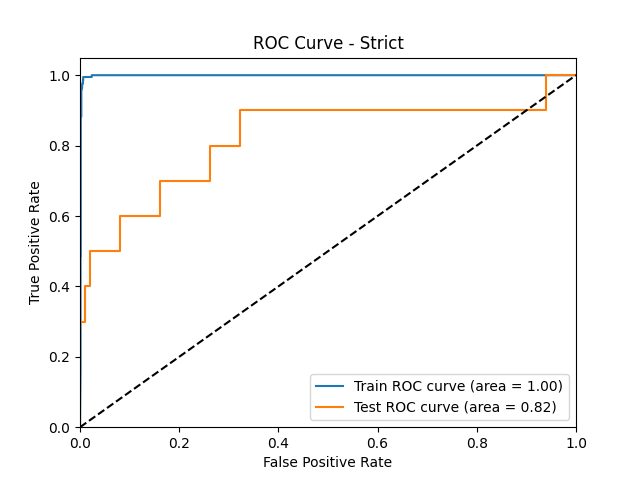 ROC Curve - Strict
True Positive Rate
1.0
0.8
0.6
0.4
0.2
0.0
0.0 0.2 0.4 0.6 0.8 1.0
False Positive Rate
Train ROC curve (area = 1.00)
Test ROC curve (area = 0.82)